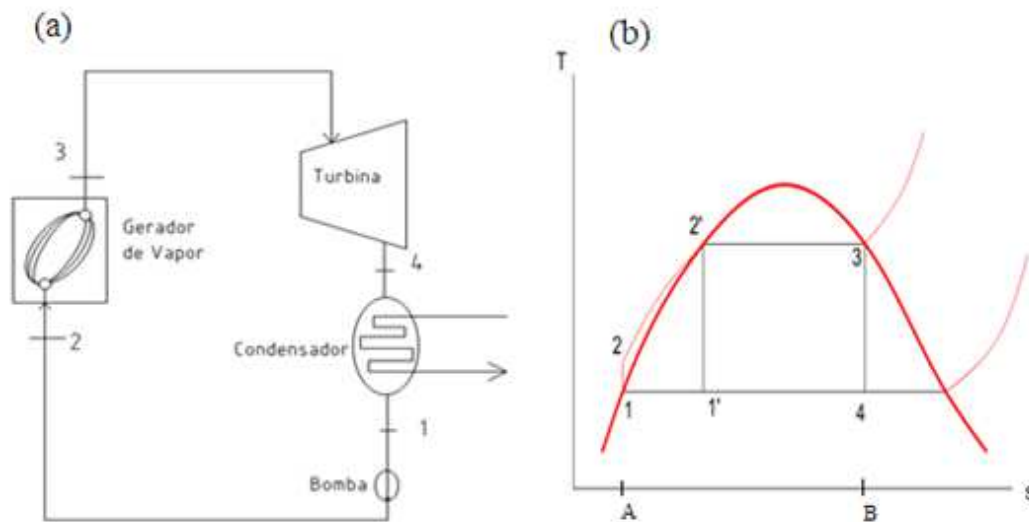 (a)
3
Turbina
Gerador
de Vapor
4
2
Condensador
1
Bomba
(b)
T
2'
3
2
1
1'
4
A
B
s